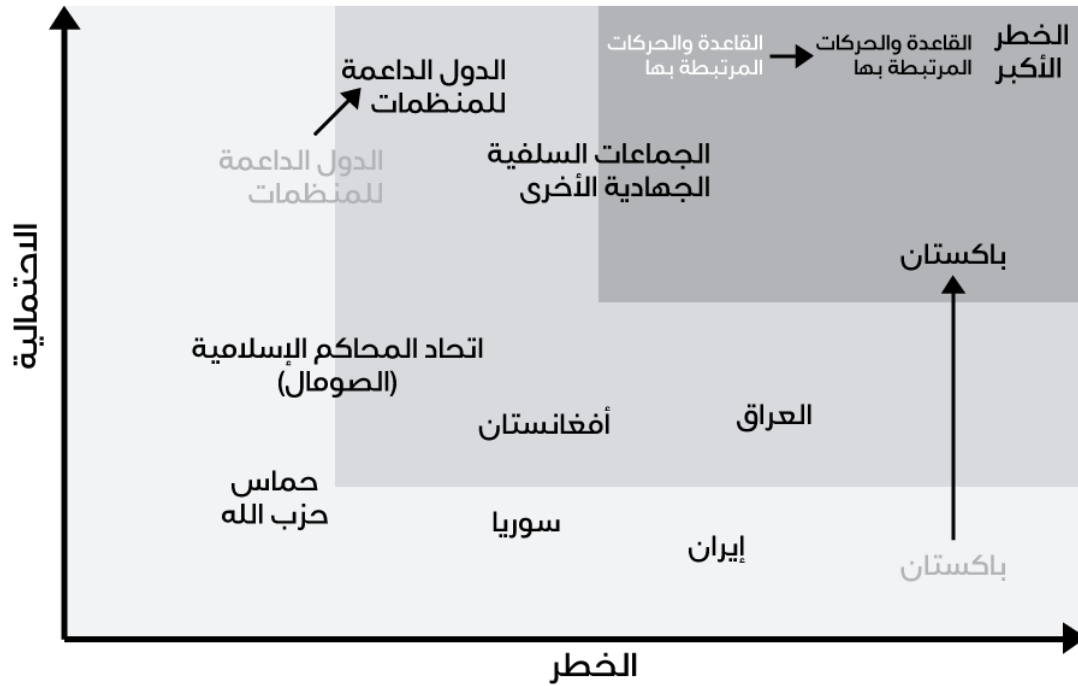 الخطر
الأكبر
القاعدة والحركات
المرتبطة بها
القاعدة والحركات
المرتبطة بها
الدول الداعمة
للمنظمات
الدول الداعمة
للمنظمات
الجماعات السلفية
الجهادية الأخرى
باكستان
الاحتمالية
اتحاد المحاكم الإسلامية
(الصومال)
العراق
أفغانستان
حماس
حزب الله
سوريا
إيران
باكستان
الخطر